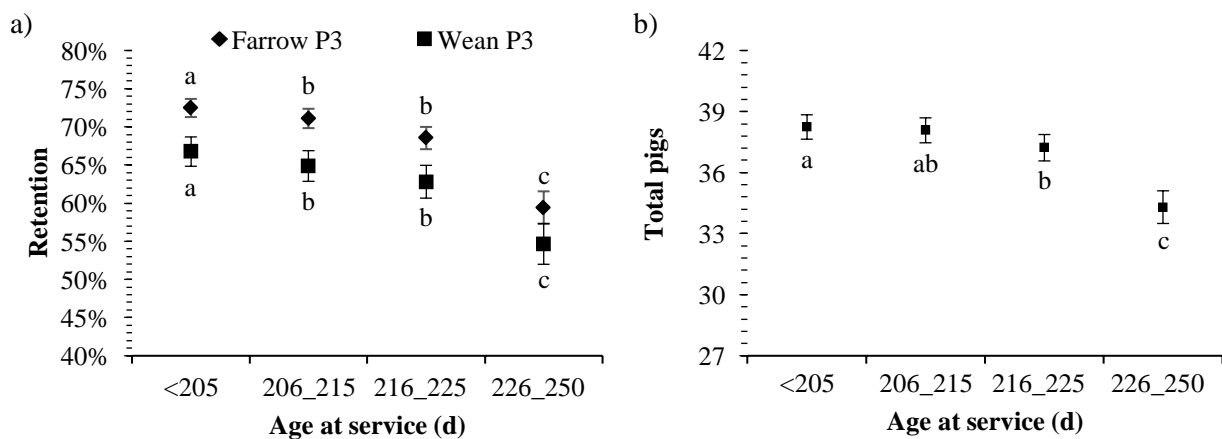 a)
Farrow P3 Wean P3
80%
75%
70%
65%
60%
55%
50%
45%
40%
Retention
a b b c
a b b c
<205 206_215 216_225 226_250
Age at service (d)
b)
42
39
36
33
30
27
Total pigs
a ab b c
<205 206_215 216_225 226_250
Age at service (d)